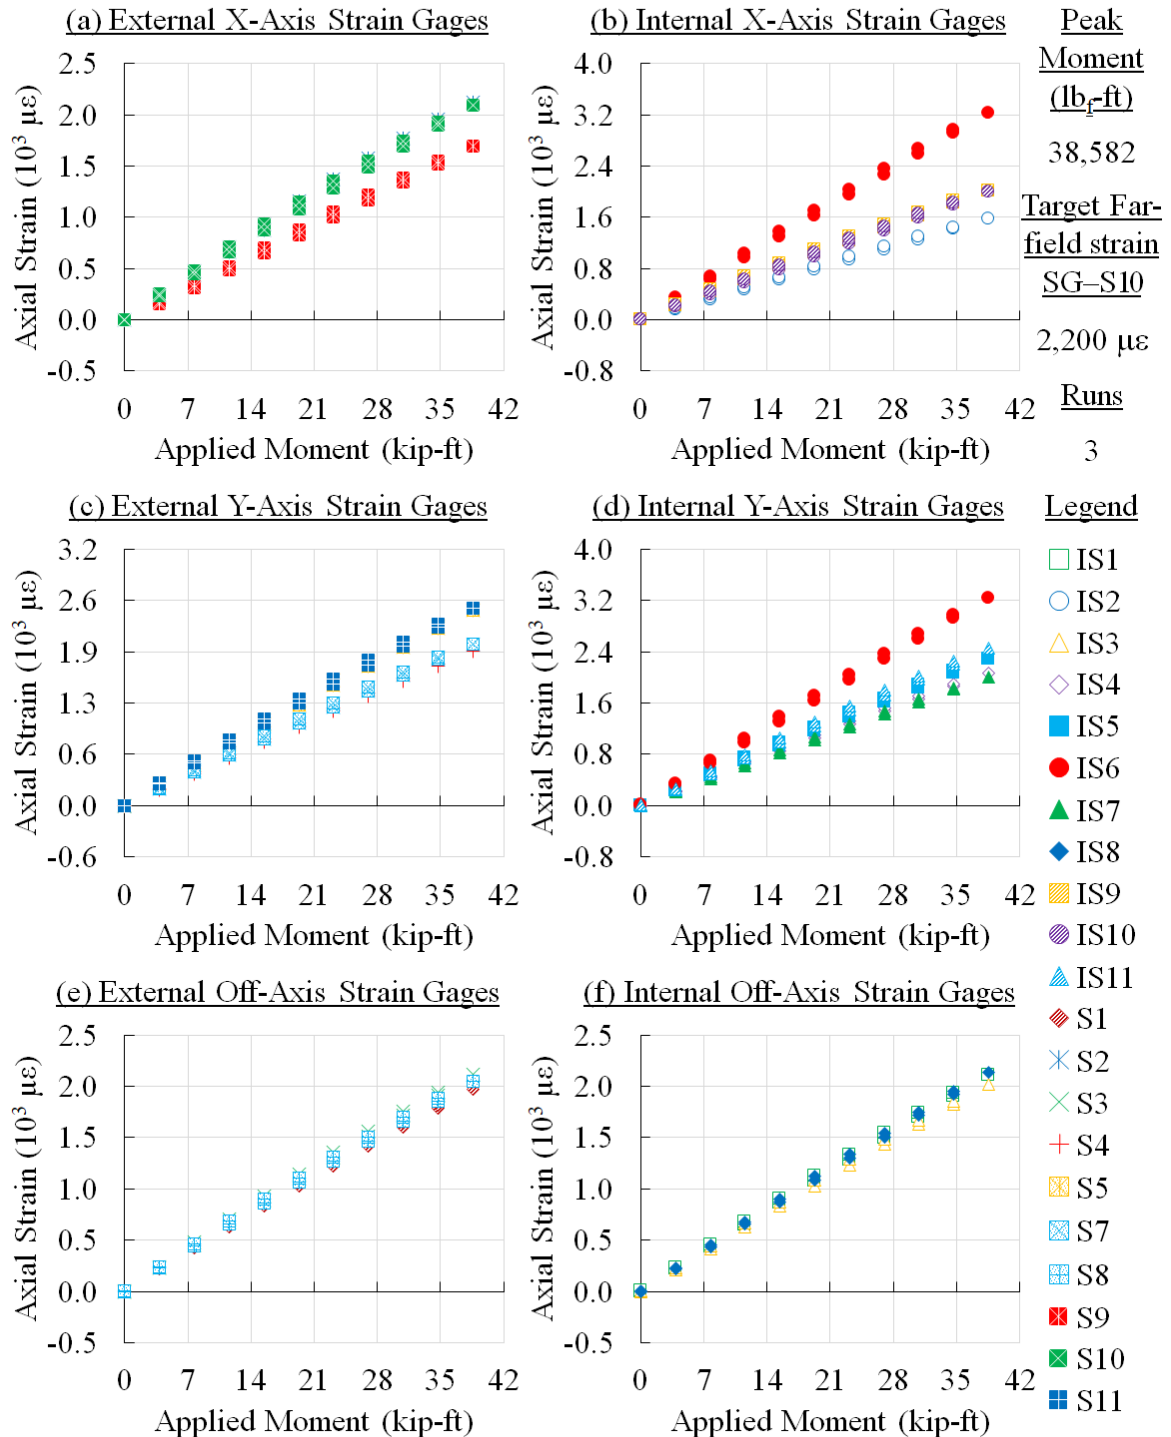 (a) External X-Axis Strain Gages
2.5
2.0
1.5
1.0
0.5
0.0
-0.5
Axial Strain (10³ µε)
0 7 14 21 28 35 42
Applied Moment (kip-ft)
(b) Internal X-Axis Strain Gages
4.0
3.2
2.4
1.6
0.8
0.0
-0.8
Axial Strain (10³ µε)
0 7 14 21 28 35 42
Applied Moment (kip-ft)
Peak
Moment
(lbf-ft)
38,582
Target Far-
field strain
SG–S10
2,200 µε
Runs
3
(c) External Y-Axis Strain Gages
3.2
2.6
1.9
1.3
0.6
0.0
-0.6
Axial Strain (10³ µε)
0 7 14 21 28 35 42
Applied Moment (kip-ft)
(d) Internal Y-Axis Strain Gages
4.0
3.2
2.4
1.6
0.8
0.0
-0.8
Axial Strain (10³ µε)
0 7 14 21 28 35 42
Applied Moment (kip-ft)
(e) External Off-Axis Strain Gages
2.5
2.0
1.5
1.0
0.5
0.0
-0.5
Axial Strain (10³ µε)
0 7 14 21 28 35 42
Applied Moment (kip-ft)
(f) Internal Off-Axis Strain Gages
2.5
2.0
1.5
1.0
0.5
0.0
-0.5
Axial Strain (10³ µε)
0 7 14 21 28 35 42
Applied Moment (kip-ft)
Legend
IS1
IS2
IS3
IS4
IS5
IS6
IS7
IS8
IS9
IS10
IS11
S1
S2
S3
S4
S5
S7
S8
S9
S10
S11